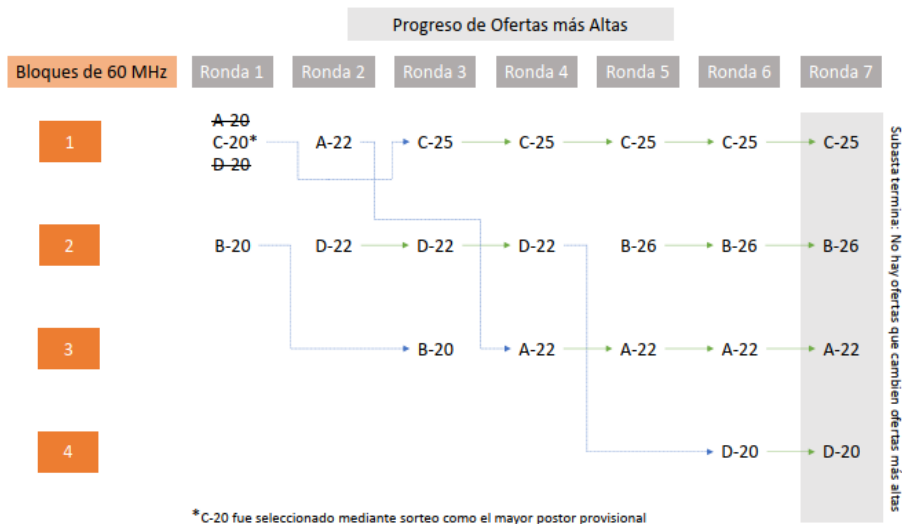 Progreso de Ofertas más Altas
Bloques de 60 MHz Ronda 1 Ronda 2 Ronda 3 Ronda 4 Ronda 5 Ronda 6 Ronda 7
A-20
1 C-20* A-22 C-25 C-25 C-25 C-25 C-25
D-20
2 B-20 D-22 D-22 D-22 B-26 B-26 B-26
3 B-20 A-22 A-22 A-22 A-22
4 D-20 D-20
Subasta termina: No hay ofertas que cambien ofertas más altas
*C-20 fue seleccionado mediante sorteo como el mayor postor provisional